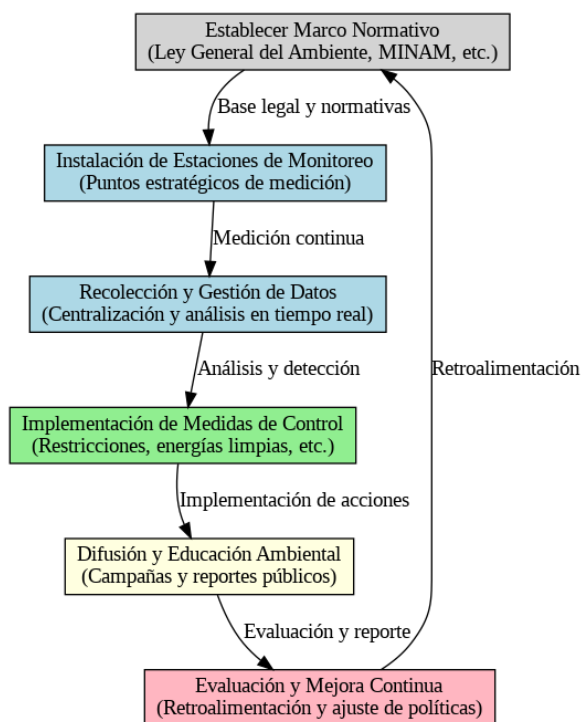 Establecer Marco Normativo
(Ley General del Ambiente, MINAM, etc.)
Base legal y normativas
Instalación de Estaciones de Monitoreo
(Puntos estratégicos de medición)
Medición continua
Recolección y Gestión de Datos
(Centralización y análisis en tiempo real)
Análisis y detección
Retroalimentación
Implementación de Medidas de Control
(Restricciones, energías limpias, etc.)
Implementación de acciones
Difusión y Educación Ambiental
(Campañas y reportes públicos)
Evaluación y reporte
Evaluación y Mejora Continua
(Retroalimentación y ajuste de políticas)